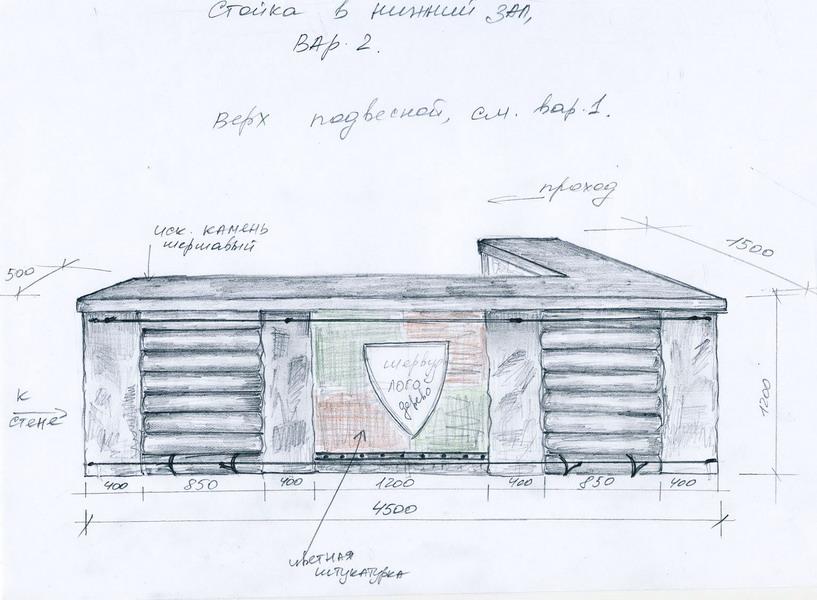 Стойка в нижний зал,
Вар. 2.
Верх подвесной, см. вар. 1.
проход
иск. камень
шершавый
500
1500
лого
дерево
к
стене
1200
400 850 400 1200 400 850 400
4500
цветная
штукатурка